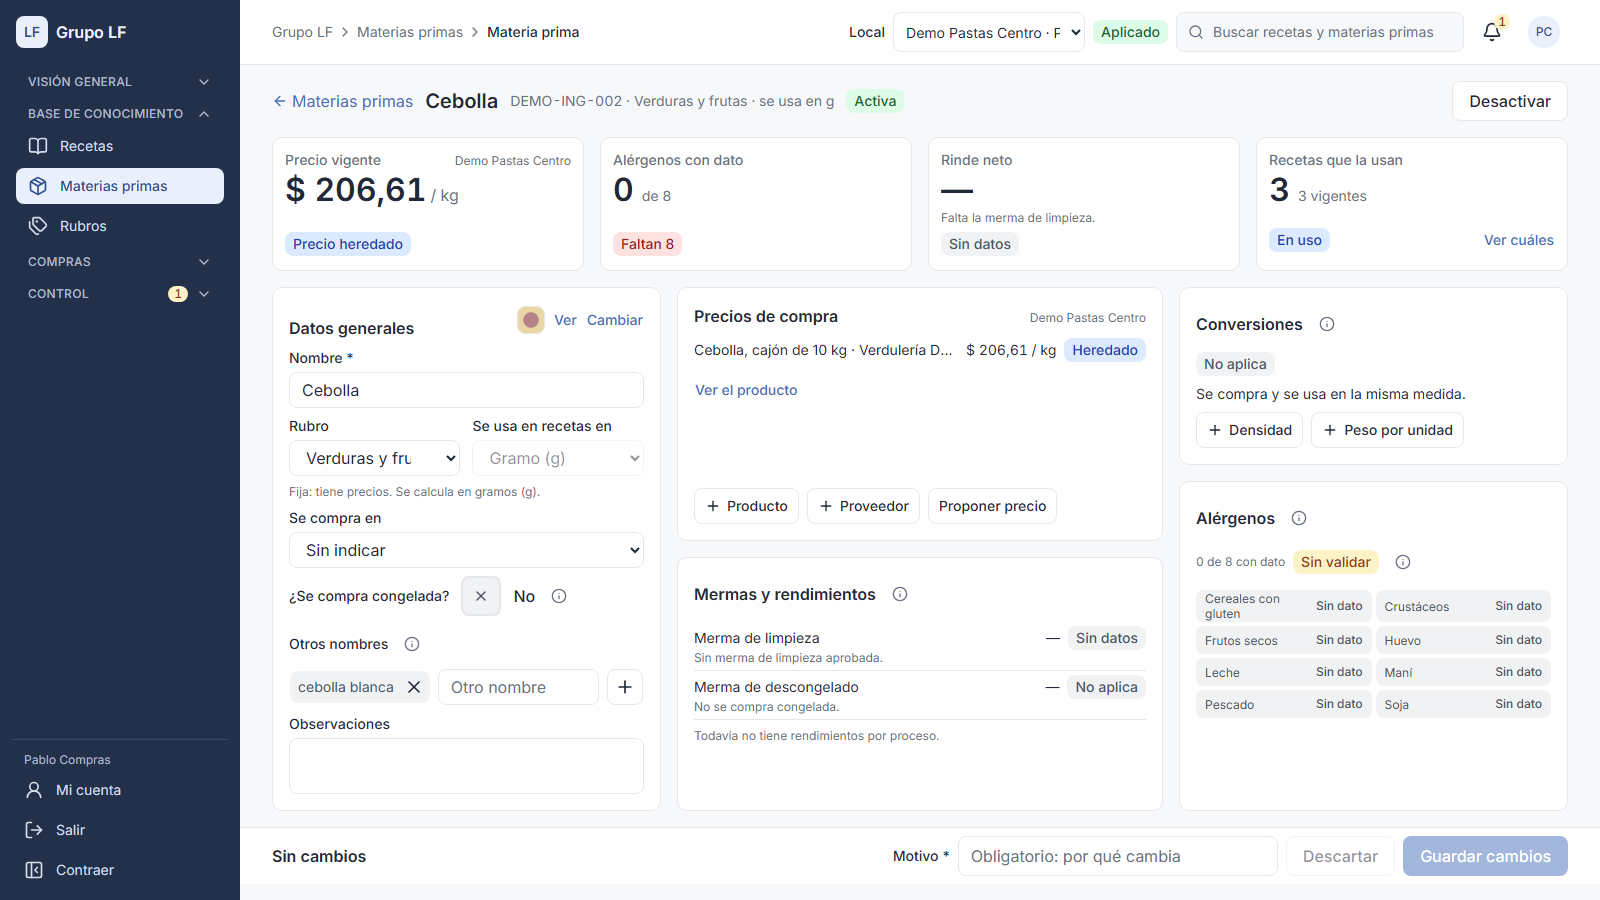 LF Grupo LF
VISIÓN GENERAL
BASE DE CONOCIMIENTO
Recetas
Materias primas
Rubros
COMPRAS
CONTROL 1
Pablo Compras
Mi cuenta
Salir
Contraer
Grupo LF > Materias primas > Materia prima
Local Demo Pastas Centro · P Aplicado Buscar recetas y materias primas 1 PC
← Materias primas Cebolla DEMO-ING-002 · Verduras y frutas · se usa en g Activa Desactivar
Precio vigente Demo Pastas Centro
$ 206,61 / kg
Precio heredado
Alérgenos con dato
0 de 8
Faltan 8
Rinde neto
—
Falta la merma de limpieza.
Sin datos
Recetas que la usan
3 3 vigentes
En uso Ver cuáles
Datos generales Ver Cambiar
Nombre *
Cebolla
Rubro Se usa en recetas en
Verduras y fru Gramo (g)
Fija: tiene precios. Se calcula en gramos (g).
Se compra en
Sin indicar
¿Se compra congelada? No
Otros nombres
cebolla blanca Otro nombre
Observaciones
Precios de compra Demo Pastas Centro
Cebolla, cajón de 10 kg · Verdulería D... $ 206,61 / kg Heredado
Ver el producto
+ Producto + Proveedor Proponer precio
Mermas y rendimientos
Merma de limpieza — Sin datos
Sin merma de limpieza aprobada.
Merma de descongelado — No aplica
No se compra congelada.
Todavía no tiene rendimientos por proceso.
Conversiones
No aplica
Se compra y se usa en la misma medida.
+ Densidad + Peso por unidad
Alérgenos
0 de 8 con dato Sin validar
Cereales con gluten Sin dato Crustáceos Sin dato
Frutos secos Sin dato Huevo Sin dato
Leche Sin dato Maní Sin dato
Pescado Sin dato Soja Sin dato
Sin cambios Motivo * Obligatorio: por qué cambia Descartar Guardar cambios